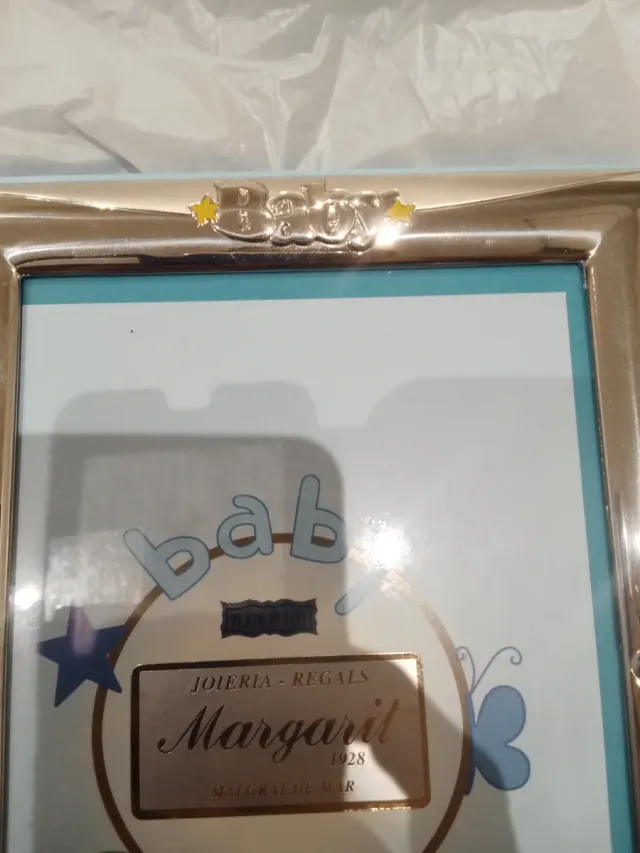 Baby
baby
JOIERIA - REGALS
Margarit
1928
MALGRAT DE MAR